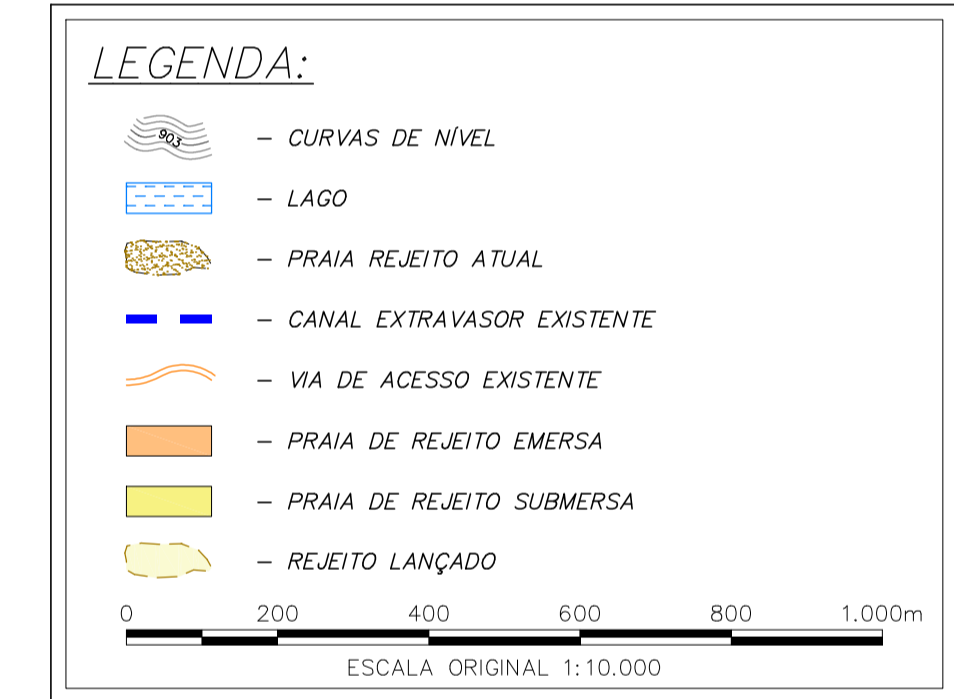 LEGENDA:
903 – CURVAS DE NÍVEL
– LAGO
– PRAIA REJEITO ATUAL
– CANAL EXTRAVASOR EXISTENTE
– VIA DE ACESSO EXISTENTE
– PRAIA DE REJEITO EMERSA
– PRAIA DE REJEITO SUBMERSA
– REJEITO LANÇADO
0 200 400 600 800 1.000m
ESCALA ORIGINAL 1:10.000